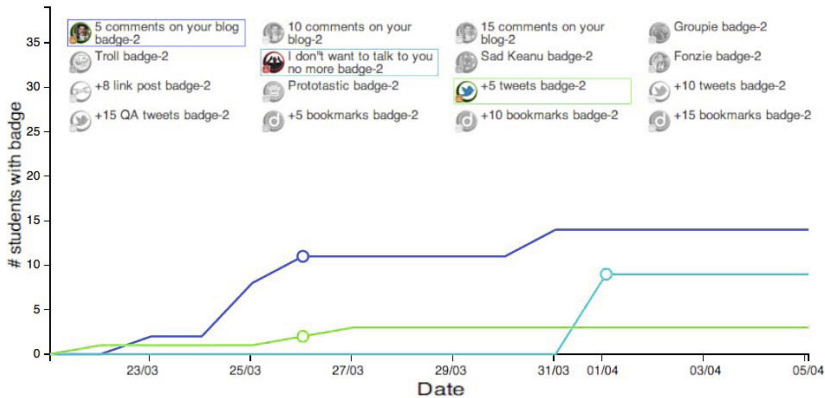 5 comments on your blog
badge-2
10 comments on your
blog-2
15 comments on your
blog-2
Groupie badge-2
Troll badge-2
I don't want to talk to you
no more badge-2
Sad Keanu badge-2
Fonzie badge-2
+8 link post badge-2
Prototastic badge-2
+5 tweets badge-2
+10 tweets badge-2
+15 QA tweets badge-2
+5 bookmarks badge-2
+10 bookmarks badge-2
+15 bookmarks badge-2
# students with badge
35
30
25
20
15
10
5
0
23/03
25/03
27/03
29/03
31/03
01/04
03/04
05/04
Date